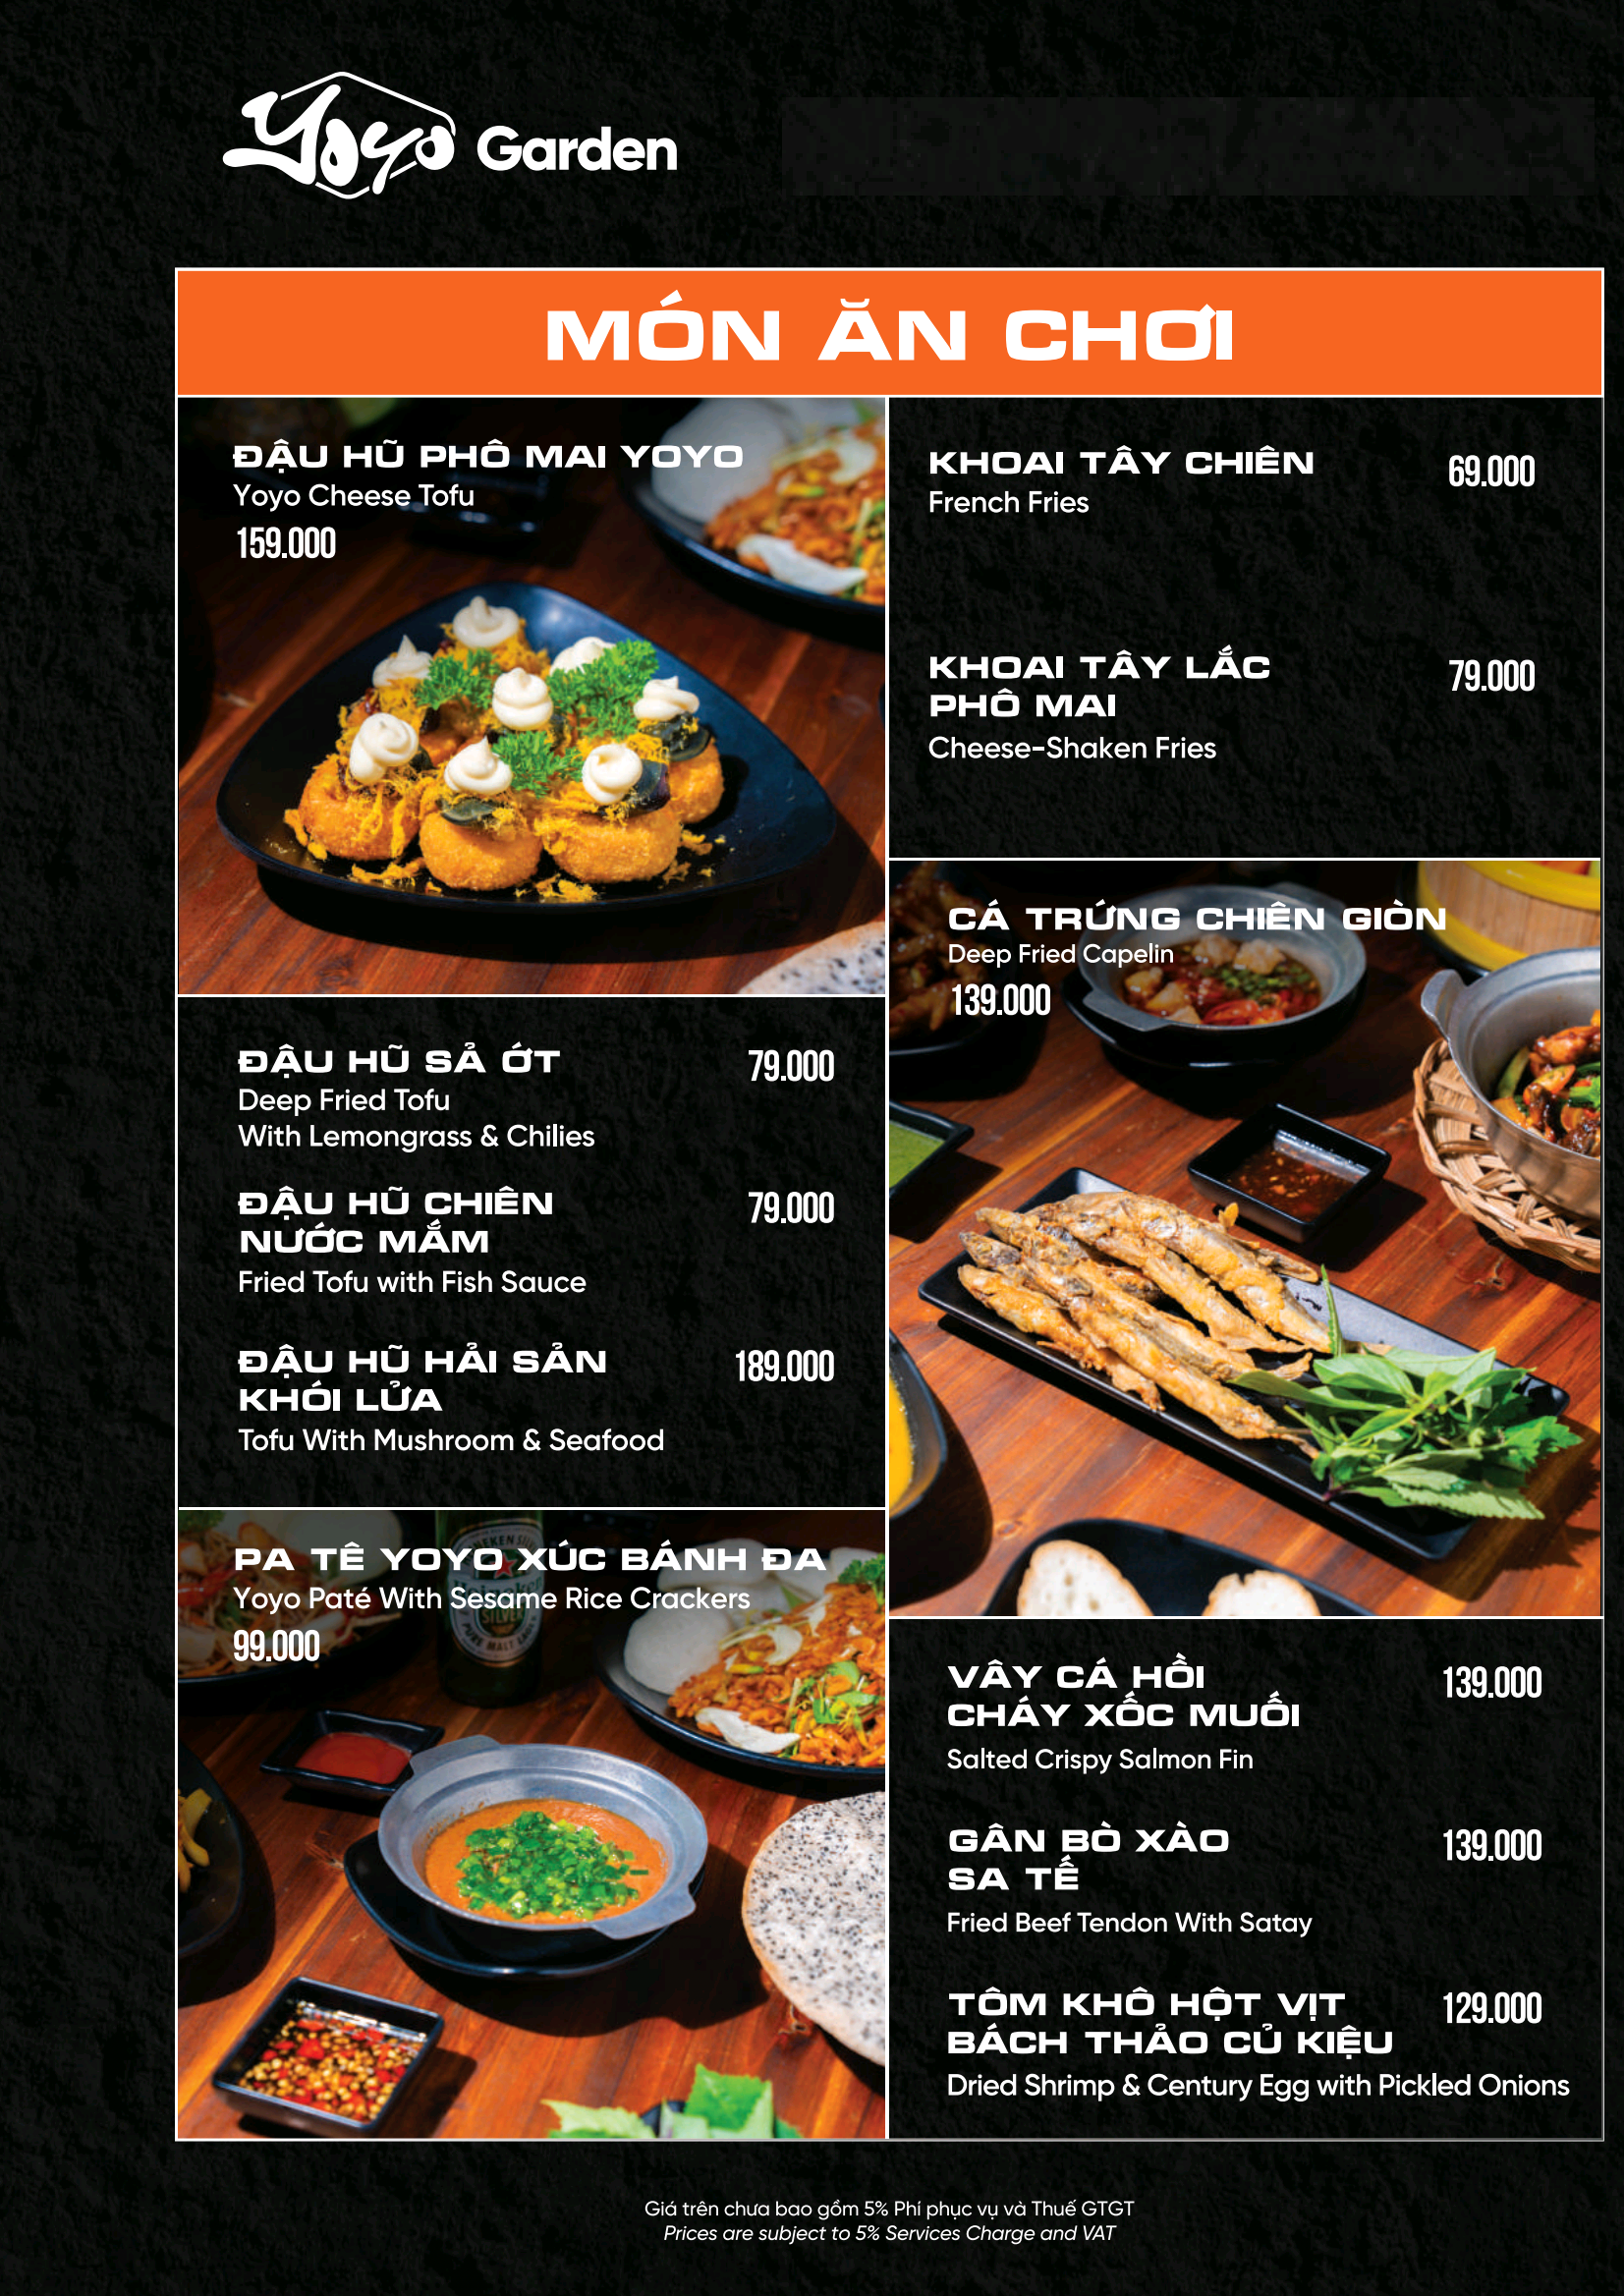 Yoyo Garden
MÓN ĂN CHƠI
ĐẬU HŨ PHÔ MAI YOYO
Yoyo Cheese Tofu
159.000
ĐẬU HŨ SẢ ỚT 79.000
Deep Fried Tofu
With Lemongrass & Chilies
ĐẬU HŨ CHIÊN 79.000
NƯỚC MẮM
Fried Tofu with Fish Sauce
ĐẬU HŨ HẢI SẢN 189.000
KHÓI LỬA
Tofu With Mushroom & Seafood
PA TÊ YOYO XÚC BÁNH ĐA
Yoyo Paté With Sesame Rice Crackers
99.000
SILVER
PURE MALT LAGER
KHOAI TÂY CHIÊN 69.000
French Fries
KHOAI TÂY LẮC 79.000
PHÔ MAI
Cheese-Shaken Fries
CÁ TRỨNG CHIÊN GIÒN
Deep Fried Capelin
139.000
VÂY CÁ HỒI 139.000
CHÁY XỐC MUỐI
Salted Crispy Salmon Fin
GÂN BÒ XÀO 139.000
SA TẾ
Fried Beef Tendon With Satay
TÔM KHÔ HỘT VỊT 129.000
BÁCH THẢO CỦ KIỆU
Dried Shrimp & Century Egg with Pickled Onions
Giá trên chưa bao gồm 5% Phí phục vụ và Thuế GTGT
Prices are subject to 5% Services Charge and VAT